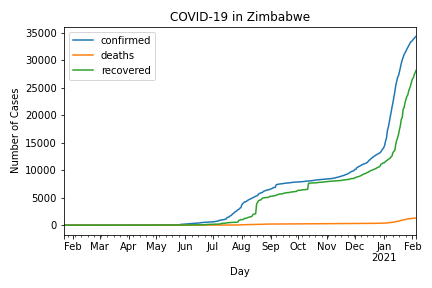 COVID-19 in Zimbabwe
confirmed
deaths
recovered
Number of Cases
35000
30000
25000
20000
15000
10000
5000
0
Feb Mar Apr May Jun Jul Aug Sep Oct Nov Dec Jan Feb
2021
Day